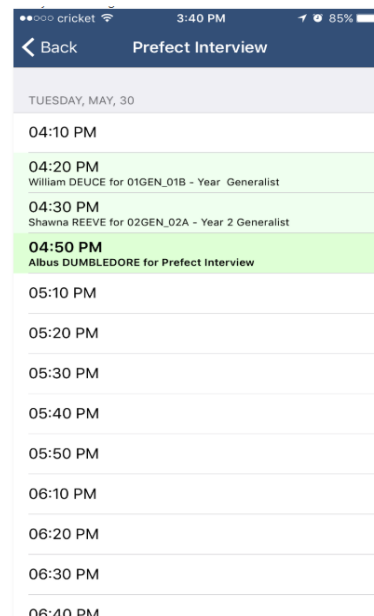 cricket 3:40 PM 85%
Back Prefect Interview
TUESDAY, MAY, 30
04:10 PM
04:20 PM
William DEUCE for 01GEN_01B - Year  Generalist
04:30 PM
Shawna REEVE for 02GEN_02A - Year 2 Generalist
04:50 PM
Albus DUMBLEDORE for Prefect Interview
05:10 PM
05:20 PM
05:30 PM
05:40 PM
05:50 PM
06:10 PM
06:20 PM
06:30 PM
06:40 PM